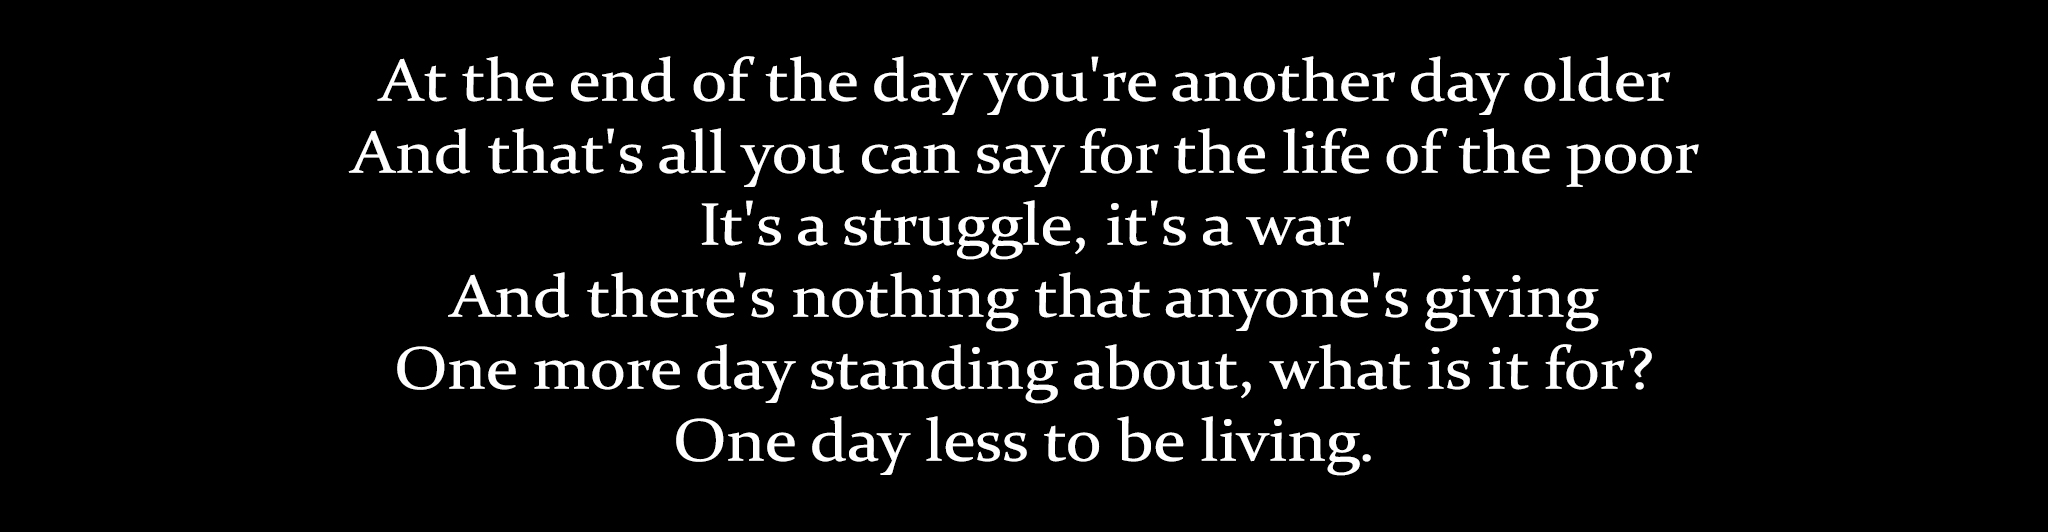 At the end of the day you're another day older
And that's all you can say for the life of the poor
It's a struggle, it's a war
And there's nothing that anyone's giving
One more day standing about, what is it for?
One day less to be living.